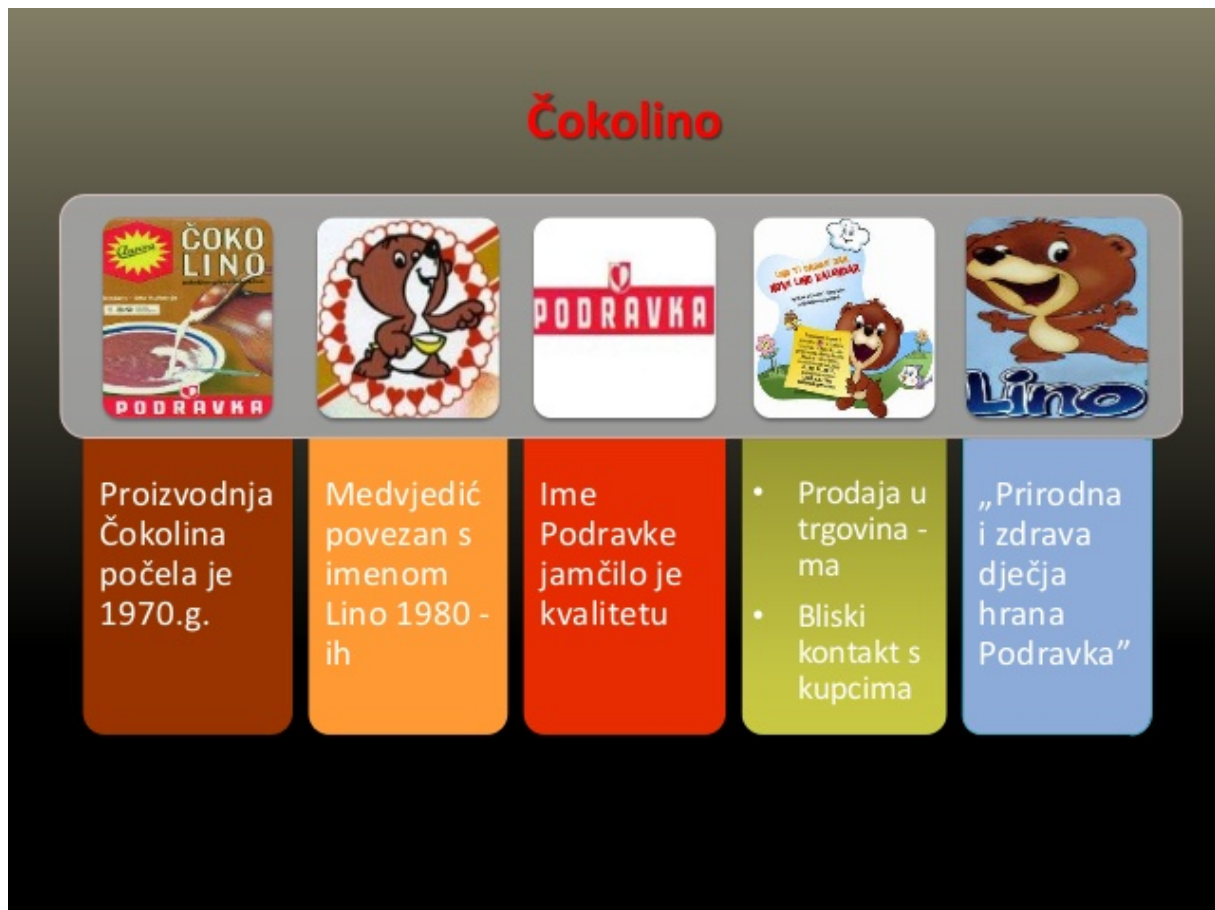 Čokolino
ČOKO
LINO
PODRAVKA
PODRAVKA
Lino
Proizvodnja
Čokolina
počela je
1970.g.
Medvjedić
povezan s
imenom
Lino 1980 -
ih
Ime
Podravke
jamčilo je
kvalitetu
• Prodaja u
trgovina -
ma
• Bliski
kontakt s
kupcima
„Prirodna
i zdrava
dječja
hrana
Podravka”